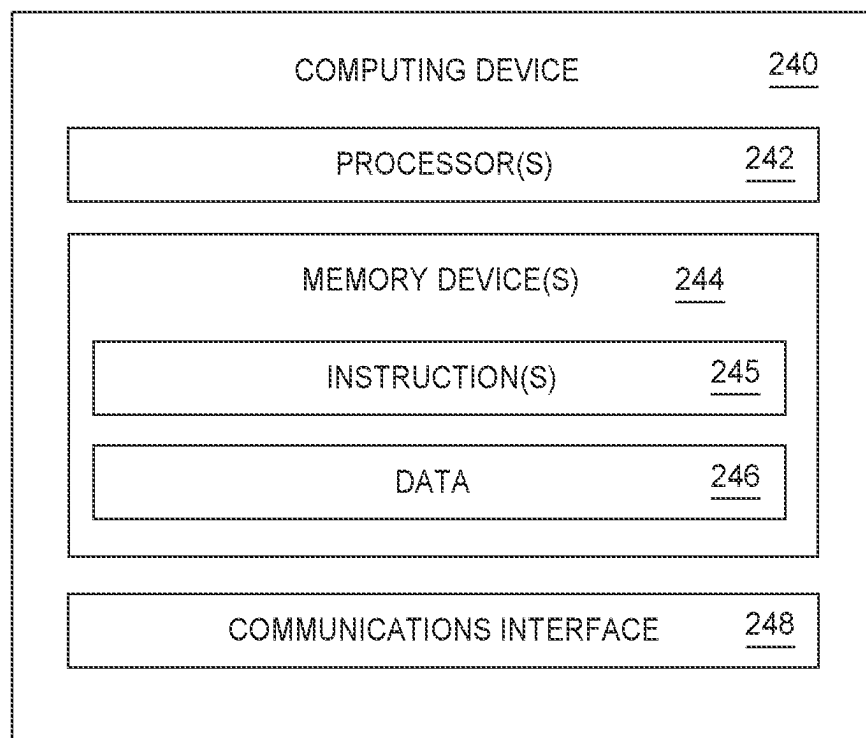 COMPUTING DEVICE 240
PROCESSOR(S) 242
MEMORY DEVICE(S) 244
INSTRUCTION(S) 245
DATA 246
COMMUNICATIONS INTERFACE 248